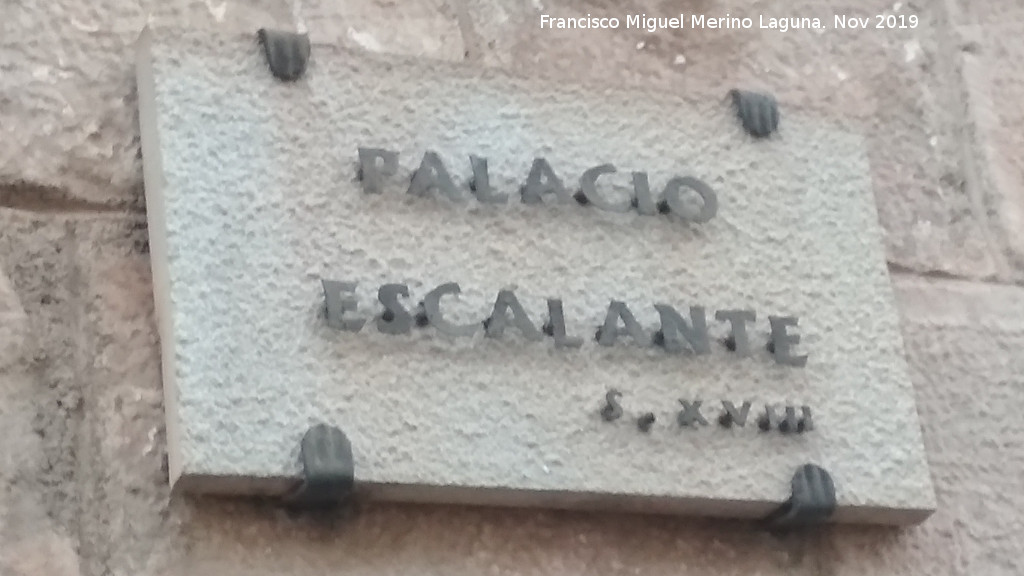 Francisco Miguel Merino Laguna. Nov 2019
PALACIO
ESCALANTE
S. XVIII